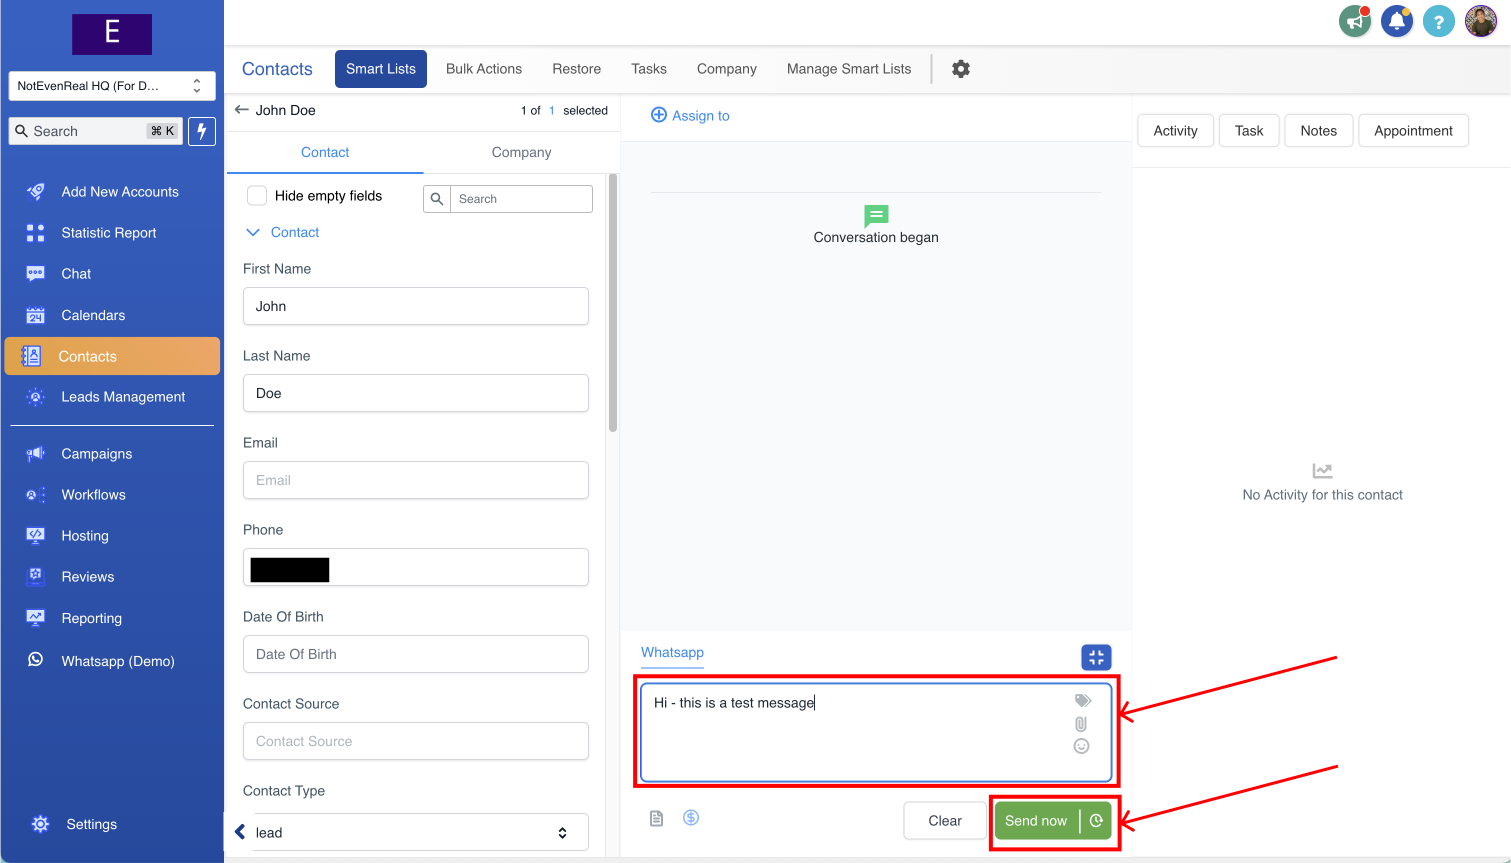 E
NotEvenReal HQ (For D...
Search
⌘ K
Add New Accounts
Statistic Report
Chat
Calendars
24
Contacts
Leads Management
Campaigns
Workflows
Hosting
Reviews
Reporting
Whatsapp (Demo)
Settings
?
Contacts
Smart Lists
Bulk Actions
Restore
Tasks
Company
Manage Smart Lists
John Doe
1 of 1 selected
Contact
Company
Hide empty fields
Search
Contact
First Name
John
Last Name
Doe
Email
Email
Phone
Date Of Birth
Date Of Birth
Contact Source
Contact Source
Contact Type
lead
Assign to
Conversation began
Whatsapp
Hi - this is a test message
Clear
Send now
Activity
Task
Notes
Appointment
No Activity for this contact